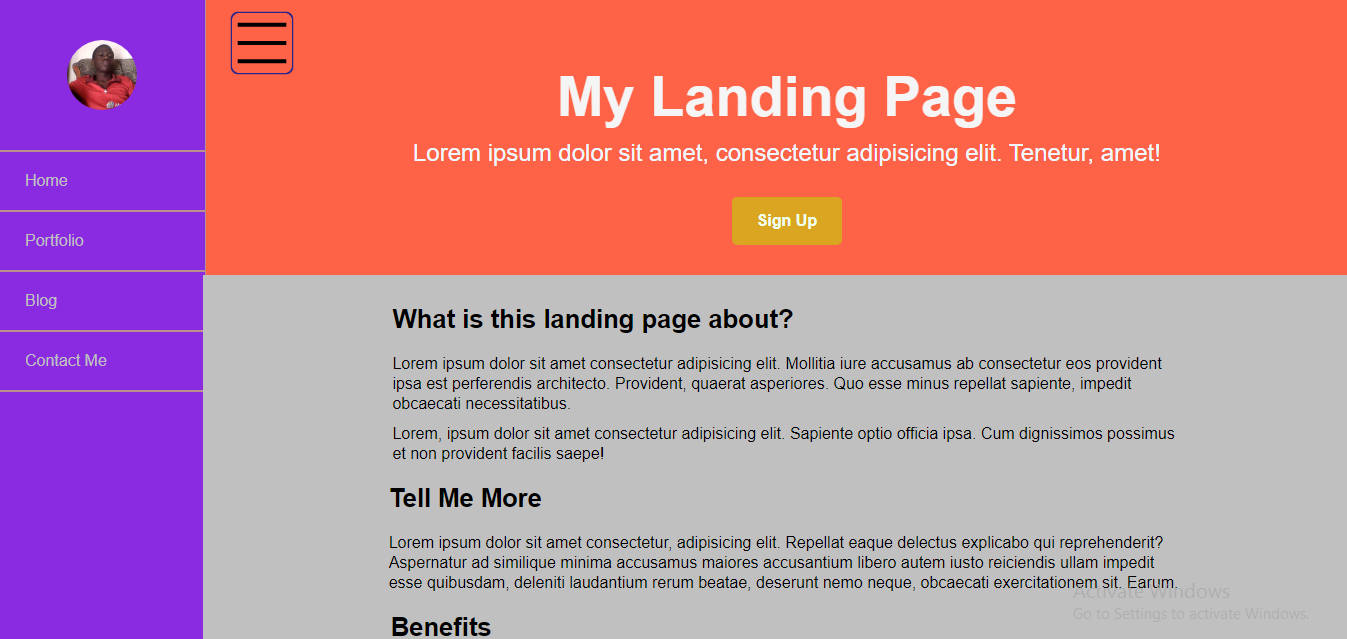 My Landing Page
Lorem ipsum dolor sit amet, consectetur adipisicing elit. Tenetur, amet!
Sign Up
Home
Portfolio
Blog
Contact Me
What is this landing page about?
Lorem ipsum dolor sit amet consectetur adipisicing elit. Mollitia iure accusamus ab consectetur eos provident
ipsa est perferendis architecto. Provident, quaerat asperiores. Quo esse minus repellat sapiente, impedit
obcaecati necessitatibus.
Lorem, ipsum dolor sit amet consectetur adipisicing elit. Sapiente optio officia ipsa. Cum dignissimos possimus
et non provident facilis saepe!
Tell Me More
Lorem ipsum dolor sit amet consectetur, adipisicing elit. Repellat eaque delectus explicabo qui reprehenderit?
Aspernatur ad similique minima accusamus maiores accusantium libero autem iusto reiciendis ullam impedit
esse quibusdam, deleniti laudantium rerum beatae, deserunt nemo neque, obcaecati exercitationem sit. Earum.
Benefits
Activate Windows
Go to Settings to activate Windows.